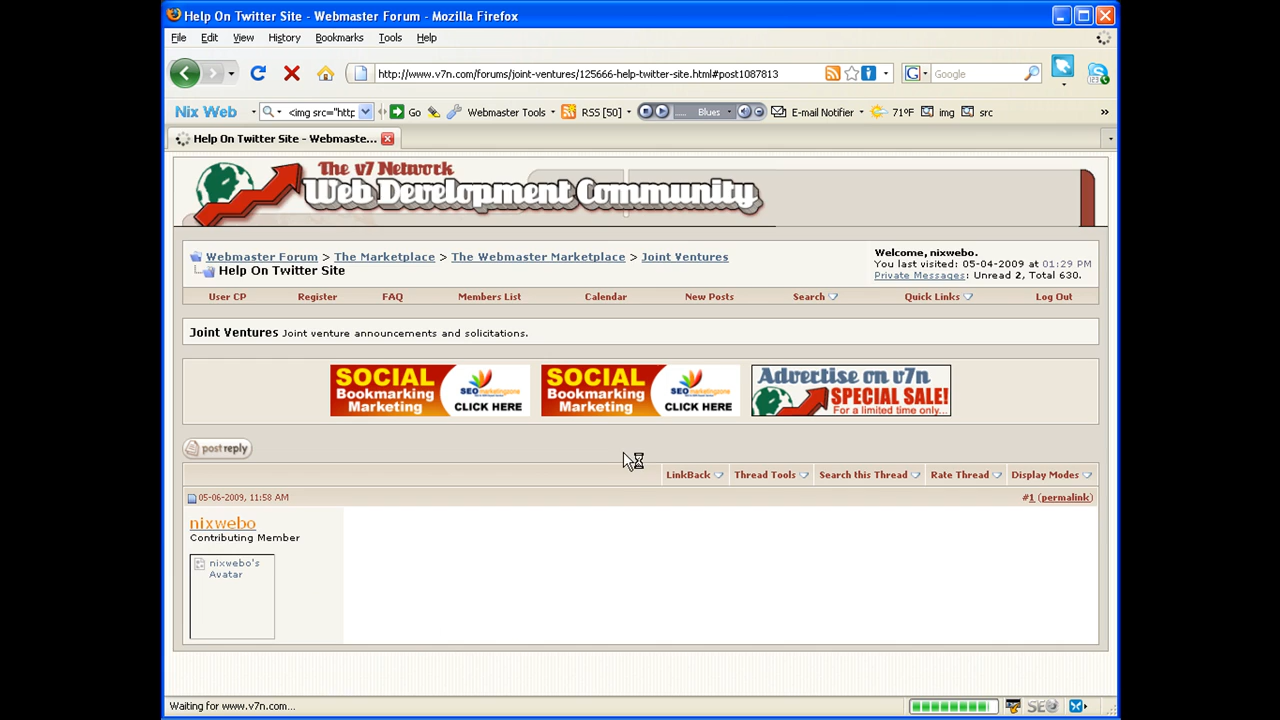 Help On Twitter Site - Webmaster Forum - Mozilla Firefox
File Edit View History Bookmarks Tools Help
http://www.v7n.com/forums/joint-ventures/125666-help-twitter-site.html#post1087813
Google
Nix Web <img src="http Go Webmaster Tools RSS [50] Blues E-mail Notifier 71°F img src »
Help On Twitter Site - Webmaste...
The v7 Network
Web Development Community
Webmaster Forum > The Marketplace > The Webmaster Marketplace > Joint Ventures
Help On Twitter Site
Welcome, nixwebo.
You last visited: 05-04-2009 at 01:29 PM
Private Messages: Unread 2, Total 630.
User CP Register FAQ Members List Calendar New Posts Search Quick Links Log Out
Joint Ventures Joint venture announcements and solicitations.
SOCIAL
Bookmarking
Marketing
SEOmarketingzone
CLICK HERE
SOCIAL
Bookmarking
Marketing
SEOmarketingzone
CLICK HERE
Advertise on v7n
SPECIAL SALE!
For a limited time only...
postreply
LinkBack Thread Tools Search this Thread Rate Thread Display Modes
05-06-2009, 11:58 AM #1 (permalink)
nixwebo
Contributing Member
nixwebo's
Avatar
Waiting for www.v7n.com...
SEO